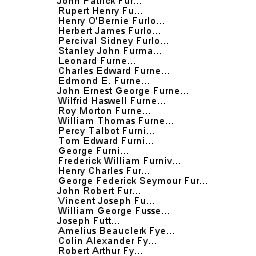 John Patrick Fur...
Rupert Henry Fu...
Henry O'Bernie Furlo...
Herbert James Furlo...
Percival Sidney Furlo...
Stanley John Furma...
Leonard Furne...
Charles Edward Furne...
Edmond E. Furne...
John Ernest George Furne...
Wilfrid Haswell Furne...
Roy Morton Furne...
William Thomas Furne...
Percy Talbot Furni...
Tom Edward Furni...
George Furni...
Frederick William Furniv...
Henry Charles Fur...
George Federick Seymour Fur...
John Robert Fur...
Vincent Joseph Fu...
William George Fusse...
Joseph Futt...
Amelius Beauclerk Fye...
Colin Alexander Fy...
Robert Arthur Fy...